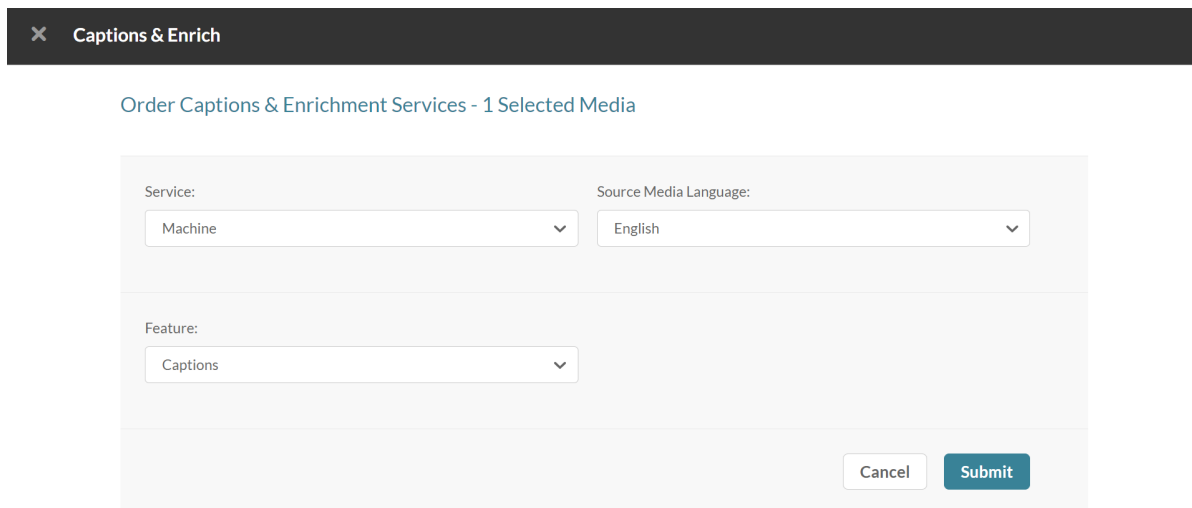 Captions & Enrich
Order Captions & Enrichment Services - 1 Selected Media
Service:
Source Media Language:
Machine
English
Feature:
Captions
Cancel
Submit